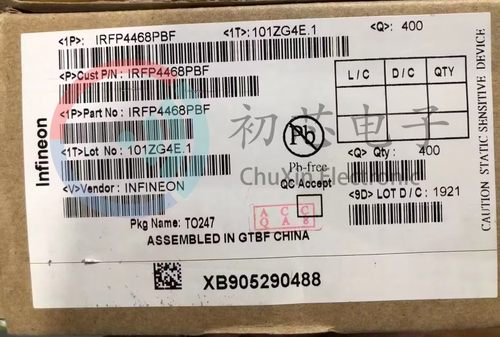 <1P>: IRFP4468PBF <1T>: 101ZG4E.1 <Q>: 400
<P>Cust P/N : IRFP4468PBF
L / C D / C QTY
<1P>Part No : IRFP4468PBF
初芯电子
<1T>Lot No : 101ZG4E.1
Pb
<Q> Qty : 400
Pb-free
ChuXin Electronic
<V>Vendor : INFINEON
QC Accept
<9D> LOT D/C : 1921
A C C
Q A 8
Pkg Name: TO247
ASSEMBLED IN GTBF CHINA
XB905290488
Infineon
CAUTION STATIC SENSITIVE DEVICE